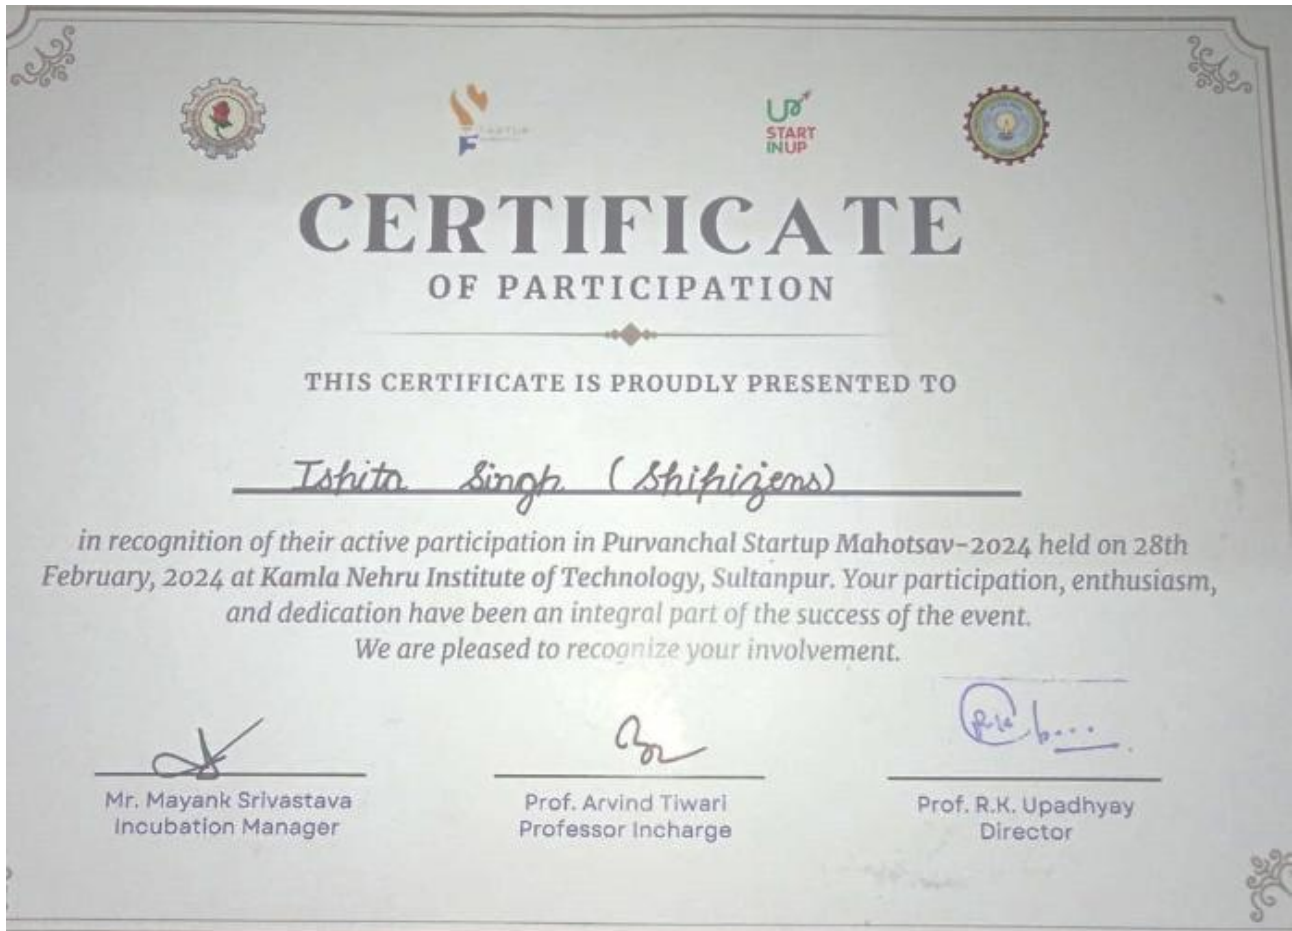 UP
START
INUP
CERTIFICATE
OF PARTICIPATION
THIS CERTIFICATE IS PROUDLY PRESENTED TO
Ishita Singh (Shipizens)
in recognition of their active participation in Purvanchal Startup Mahotsav-2024 held on 28th
February, 2024 at Kamla Nehru Institute of Technology, Sultanpur. Your participation, enthusiasm,
and dedication have been an integral part of the success of the event.
We are pleased to recognize your involvement.
Mr. Mayank Srivastava
Incubation Manager
Prof. Arvind Tiwari
Professor Incharge
Prof. R.K. Upadhyay
Director